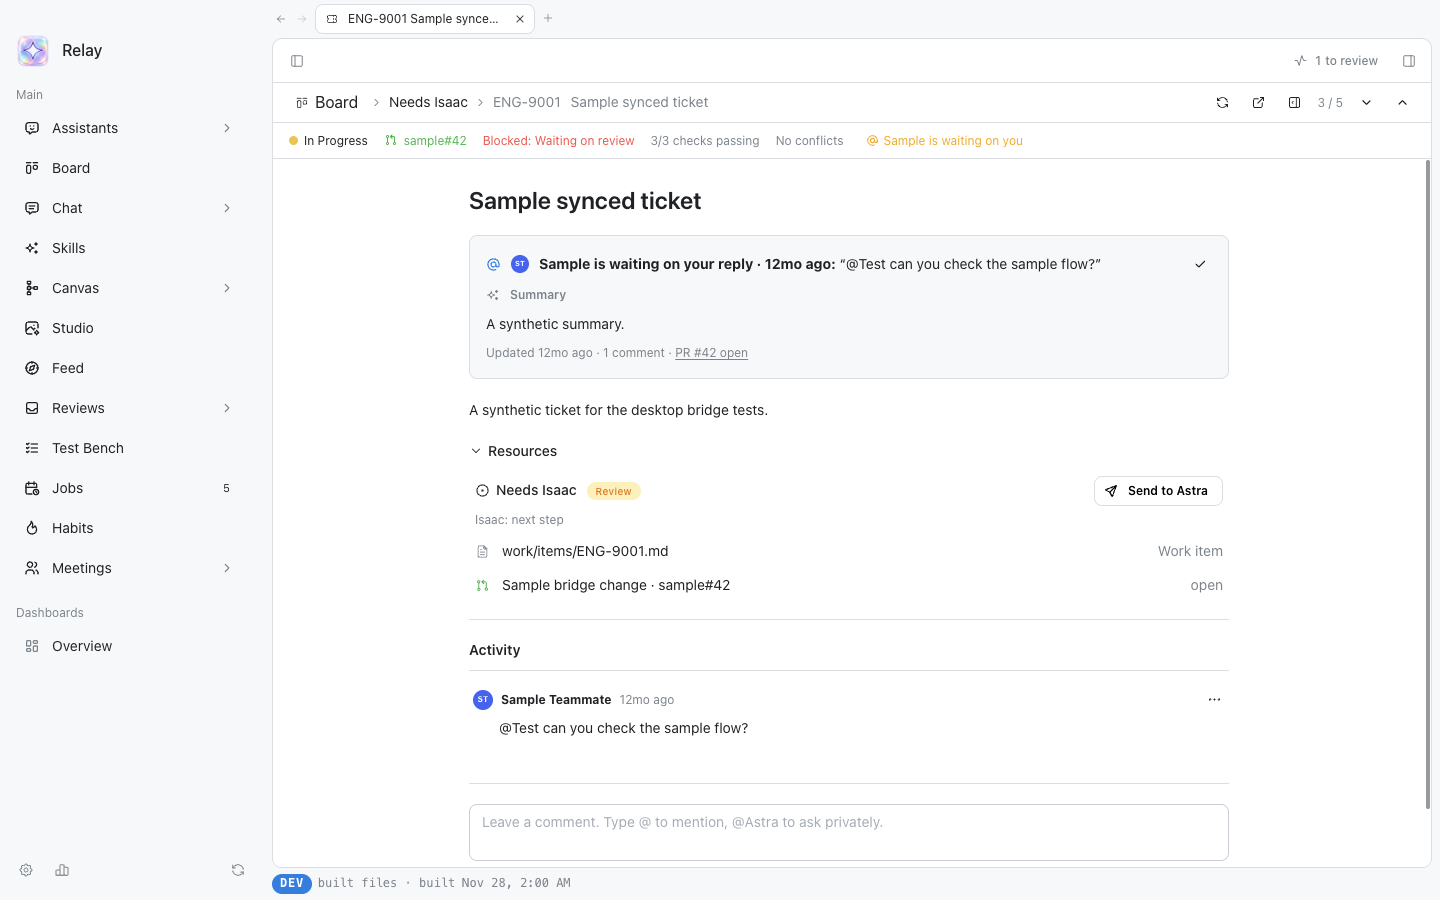 ENG-9001 Sample synce...
Relay
1 to review
Main
Assistants
Board
Chat
Skills
Canvas
Studio
Feed
Reviews
Test Bench
Jobs 5
Habits
Meetings
Dashboards
Overview
Board Needs Isaac ENG-9001 Sample synced ticket 3 / 5
In Progress sample#42 Blocked: Waiting on review 3/3 checks passing No conflicts Sample is waiting on you
Sample synced ticket
ST Sample is waiting on your reply · 12mo ago: “@Test can you check the sample flow?”
Summary
A synthetic summary.
Updated 12mo ago · 1 comment · PR #42 open
A synthetic ticket for the desktop bridge tests.
Resources
Needs Isaac Review Send to Astra
Isaac: next step
work/items/ENG-9001.md Work item
Sample bridge change · sample#42 open
Activity
ST Sample Teammate 12mo ago
@Test can you check the sample flow?
Leave a comment. Type @ to mention, @Astra to ask privately.
DEV built files · built Nov 28, 2:00 AM